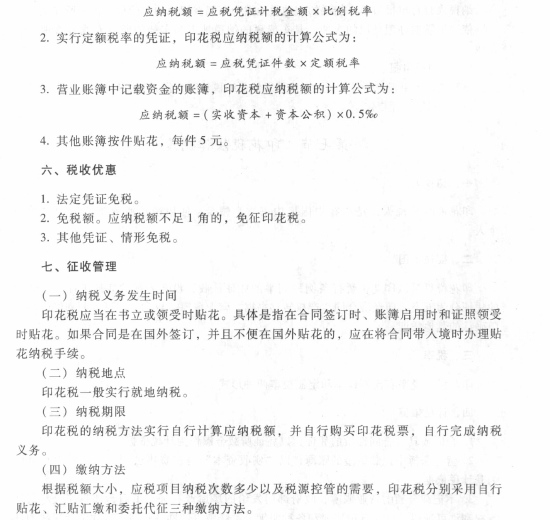 应纳税额=应税凭证计税金额×比例税率
2. 实行定额税率的凭证，印花税应纳税额的计算公式为：
应纳税额=应税凭证件数×定额税率
3. 营业账簿中记载资金的账簿，印花税应纳税额的计算公式为：
应纳税额=(实收资本+资本公积)×0.5‰
4. 其他账簿按件贴花，每件5元。
六、税收优惠
1. 法定凭证免税。
2. 免税额。应纳税额不足1角的，免征印花税。
3. 其他凭证、情形免税。
七、征收管理
(一) 纳税义务发生时间
印花税应当在书立或领受时贴花。具体是指在合同签订时、账簿启用时和证照领受
时贴花。如果合同是在国外签订，并且不便在国外贴花的，应在将合同带入境时办理贴
花纳税手续。
(二) 纳税地点
印花税一般实行就地纳税。
(三) 纳税期限
印花税的纳税方法实行自行计算应纳税额，并自行购买印花税票，自行完成纳税
义务。
(四) 缴纳方法
根据税额大小，应税项目纳税次数多少以及税源控管的需要，印花税分别采用自行
贴花、汇贴汇缴和委托代征三种缴纳方法。